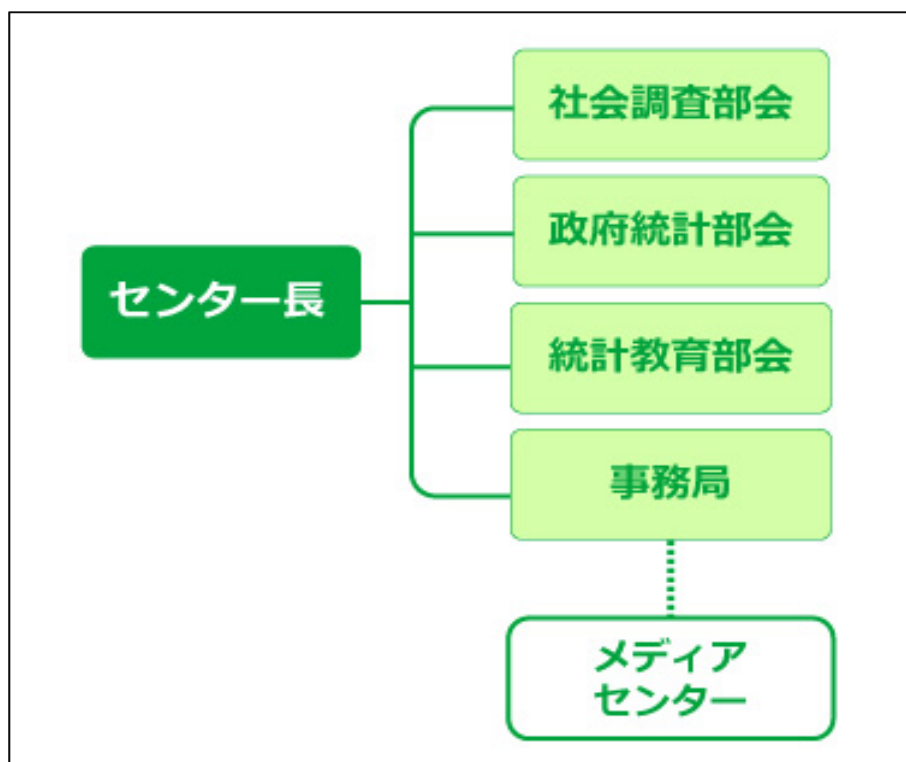 社会調査部会
政府統計部会
センター長
統計教育部会
事務局
メディア
センター